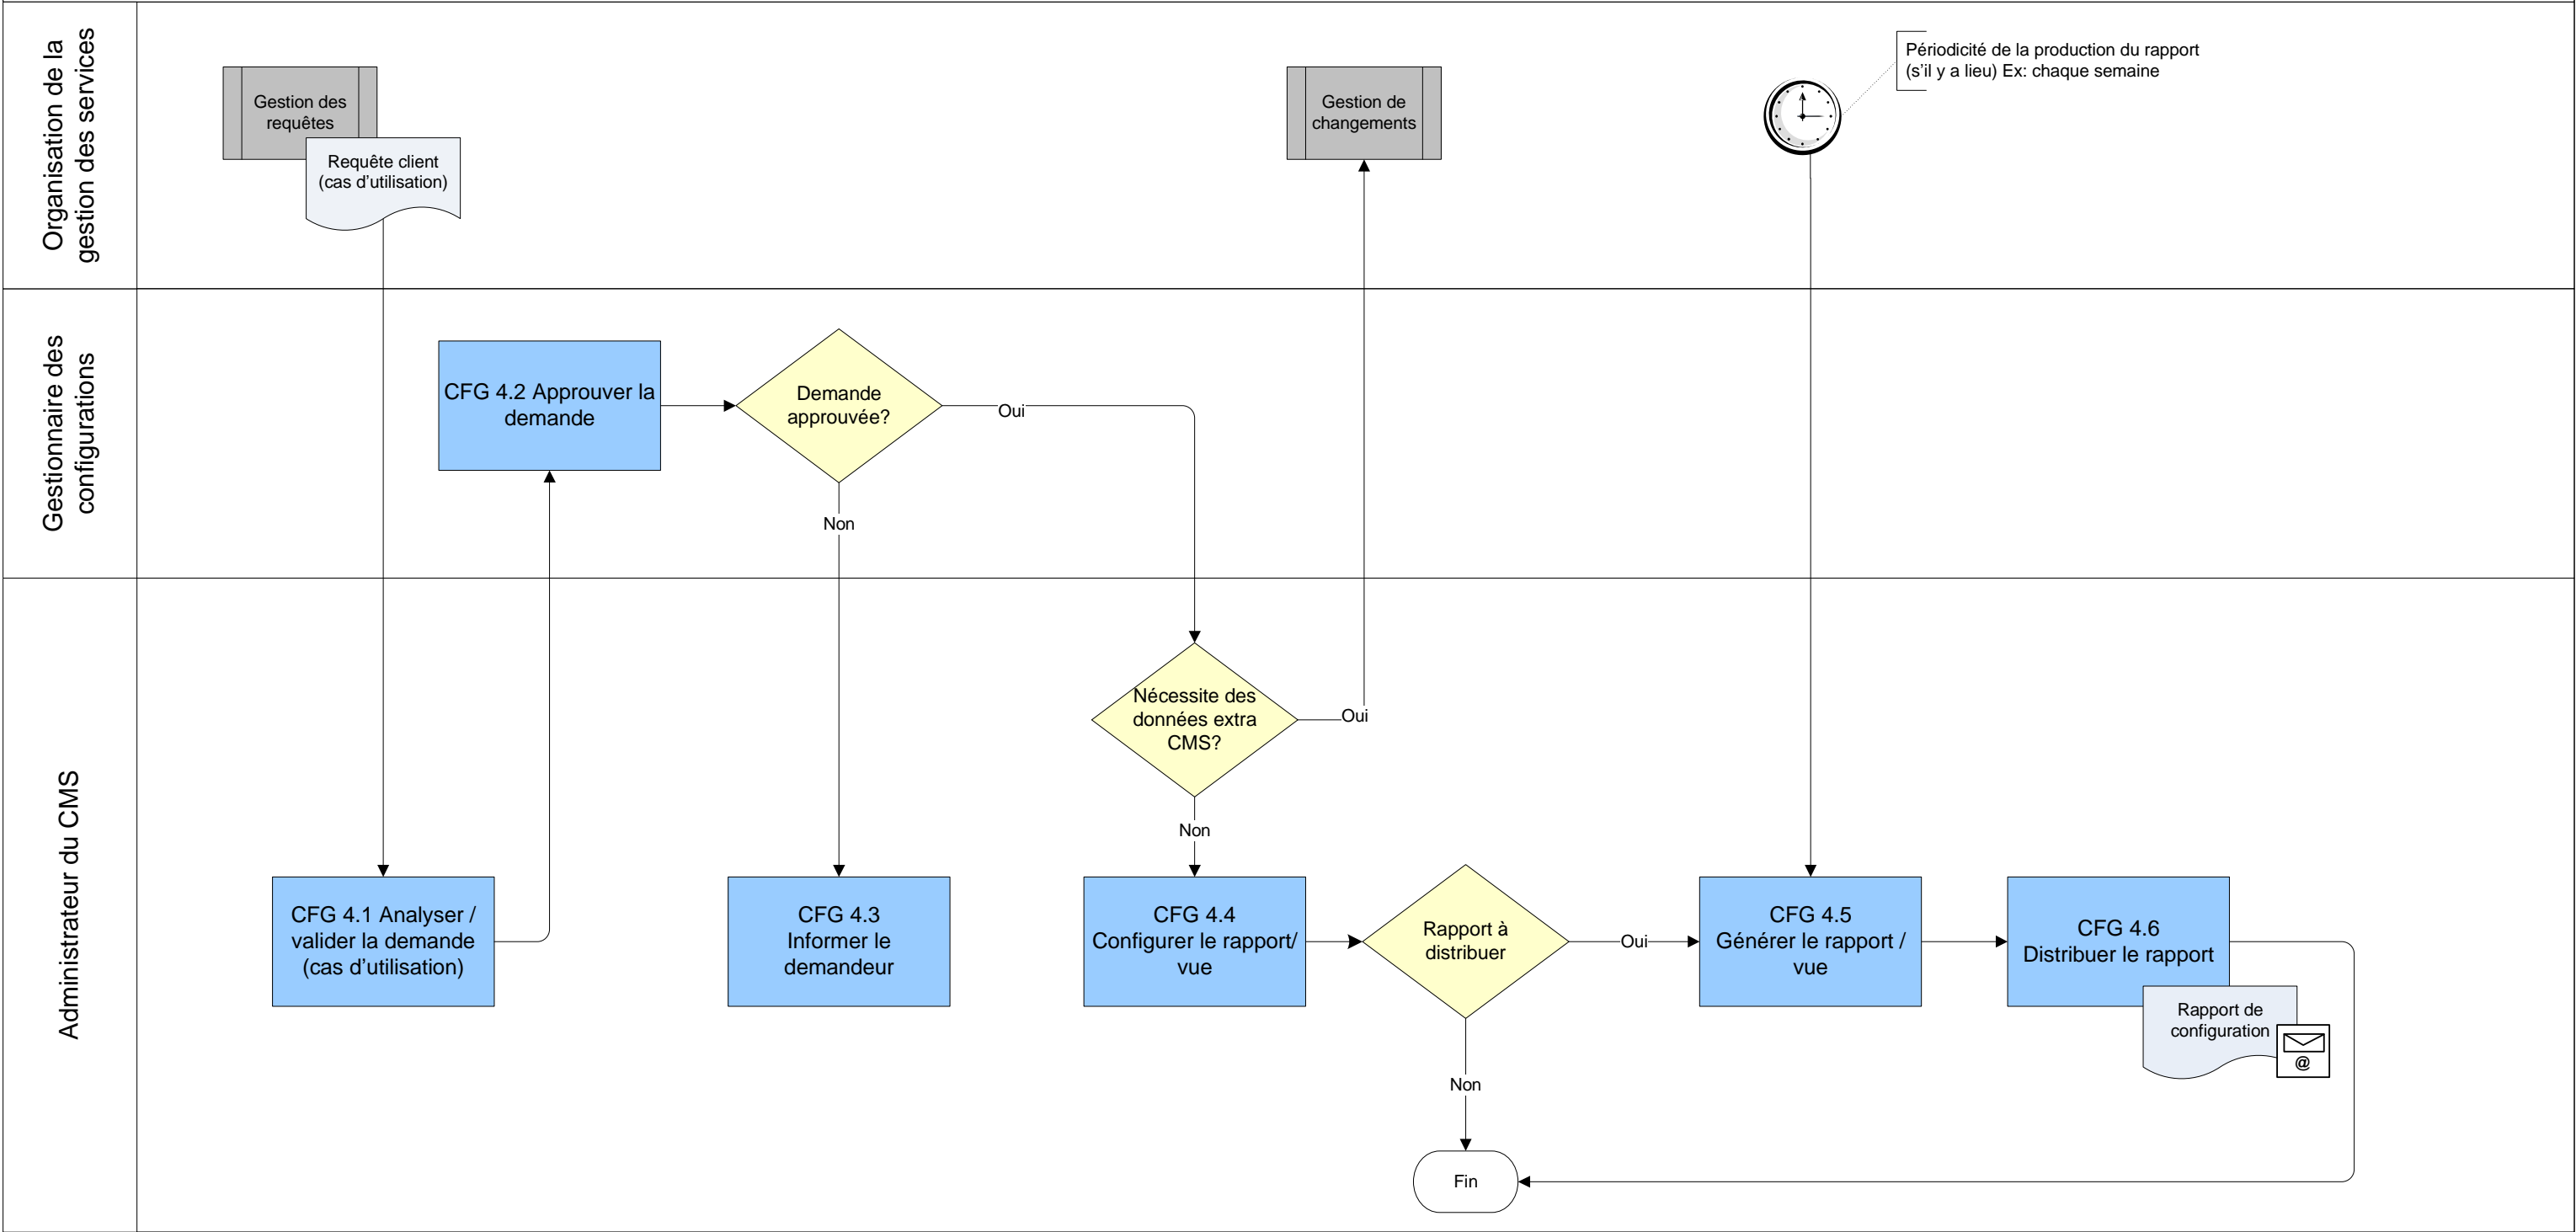 Organisation de la
gestion des services
Gestion des
requêtes
Requête client
(cas d'utilisation)
Gestion de
changements
Périodicité de la production du rapport
(s'il y a lieu) Ex: chaque semaine
Gestionnaire des
configurations
CFG 4.2 Approuver la
demande
Demande
approuvée?
Oui
Non
Administrateur du CMS
Nécessite des
données extra
CMS?
Oui
Non
CFG 4.1 Analyser /
valider la demande
(cas d'utilisation)
CFG 4.3
Informer le
demandeur
CFG 4.4
Configurer le rapport/
vue
Rapport à
distribuer
Oui
CFG 4.5
Générer le rapport /
vue
CFG 4.6
Distribuer le rapport
Rapport de
configuration
@
Non
Fin